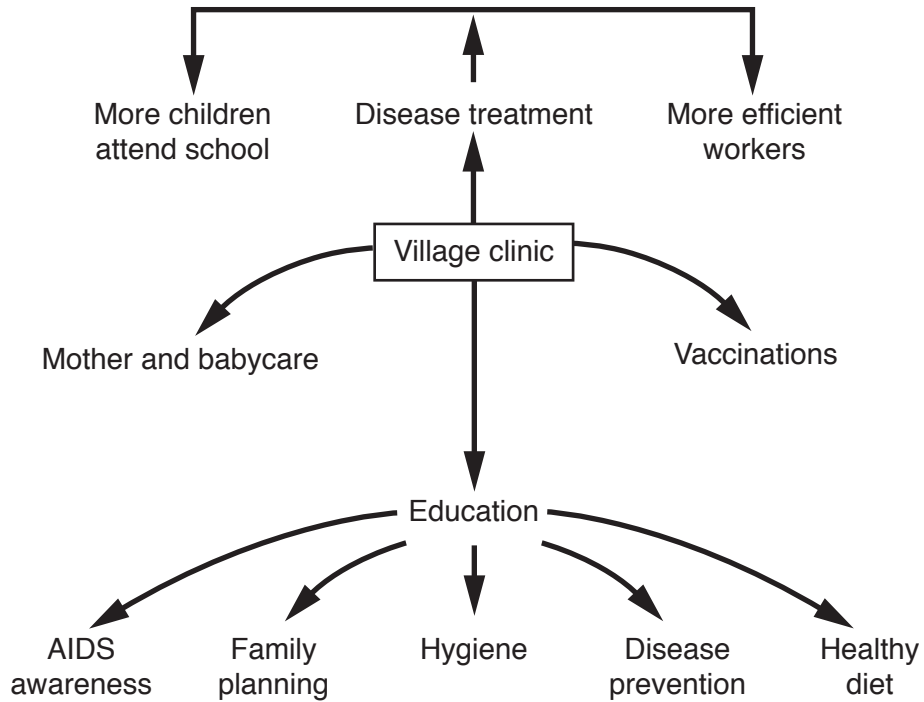 More children
attend school
Disease treatment
More efficient
workers
Village clinic
Mother and babycare
Vaccinations
Education
AIDS
awareness
Family
planning
Hygiene
Disease
prevention
Healthy
diet